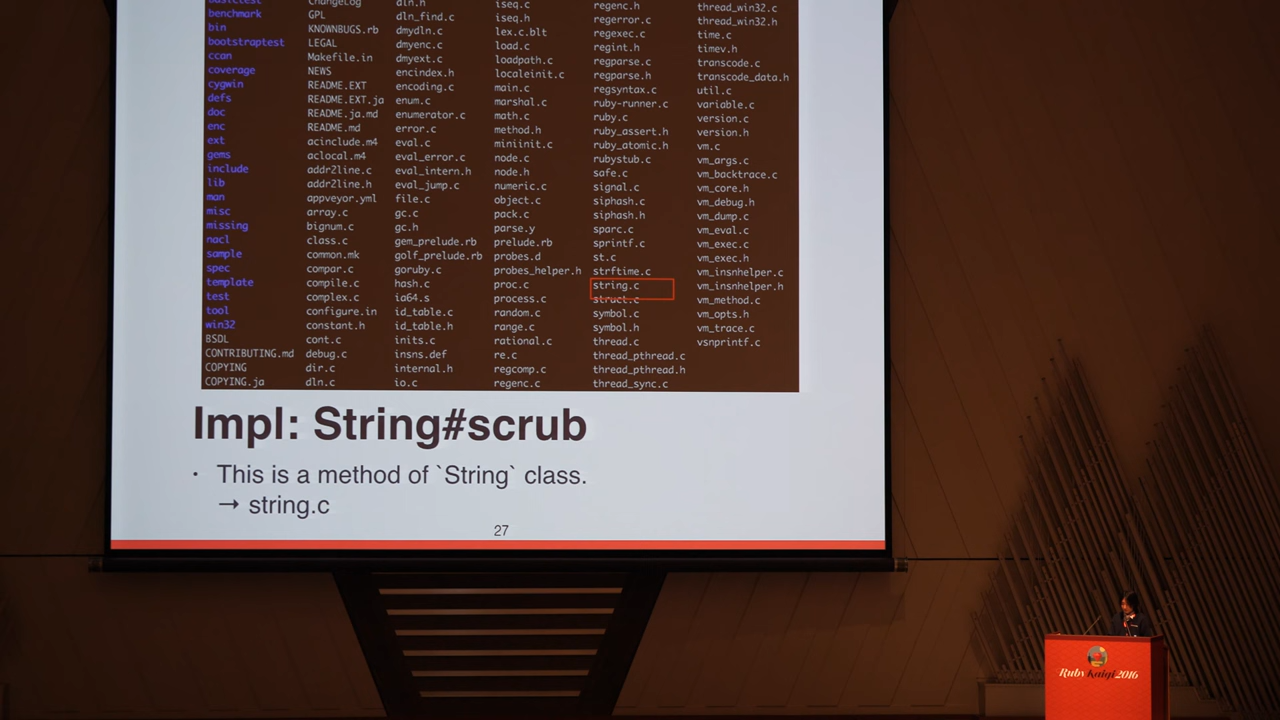 basictest ChangeLog dln.h iseq.c regenc.h thread_win32.c
benchmark GPL dln_find.c iseq.h regerror.c thread_win32.h
bin KNOWNBUGS.rb dmydln.c lex.c.blt regexec.c time.c
bootstraptest LEGAL dmyenc.c load.c regint.h timev.h
ccan Makefile.in dmyext.c loadpath.c regparse.c transcode.c
coverage NEWS encindex.h localeinit.c regparse.h transcode_data.h
cygwin README.EXT encoding.c main.c regsyntax.c util.c
defs README.EXT.ja enum.c marshal.c ruby-runner.c variable.c
doc README.ja.md enumerator.c math.c ruby.c version.c
enc README.md error.c method.h ruby_assert.h version.h
ext acinclude.m4 eval.c miniinit.c ruby_atomic.h vm.c
gems aclocal.m4 eval_error.c node.c rubystub.c vm_args.c
include addr2line.c eval_intern.h node.h safe.c vm_backtrace.c
lib addr2line.h eval_jump.c numeric.c signal.c vm_core.h
man appveyor.yml file.c object.c siphash.c vm_debug.h
misc array.c gc.c pack.c siphash.h vm_dump.c
missing bignum.c gc.h parse.y sparc.c vm_eval.c
nacl class.c gem_prelude.rb prelude.rb sprintf.c vm_exec.c
sample common.mk golf_prelude.rb probes.d st.c vm_exec.h
spec compar.c goruby.c probes_helper.h strftime.c vm_insnhelper.c
template compile.c hash.c proc.c string.c vm_insnhelper.h
test complex.c ia64.s process.c struct.c vm_method.c
tool configure.in id_table.c random.c symbol.c vm_opts.h
win32 constant.h id_table.h range.c symbol.h vm_trace.c
BSDL cont.c inits.c rational.c thread.c vsnprintf.c
CONTRIBUTING.md debug.c insns.def re.c thread_pthread.c
COPYING dir.c internal.h regcomp.c thread_pthread.h
COPYING.ja dln.c io.c regenc.c thread_sync.c
Impl: String#scrub
• This is a method of `String` class.
→ string.c
27
RubyKaigi 2016